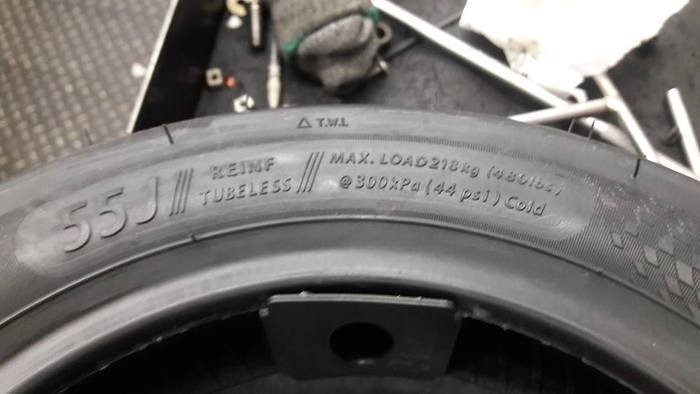 △ T.W.I.
55J
REINF
TUBELESS
MAX. LOAD 218kg (480lbs)
@ 300kPa (44 psi) Cold